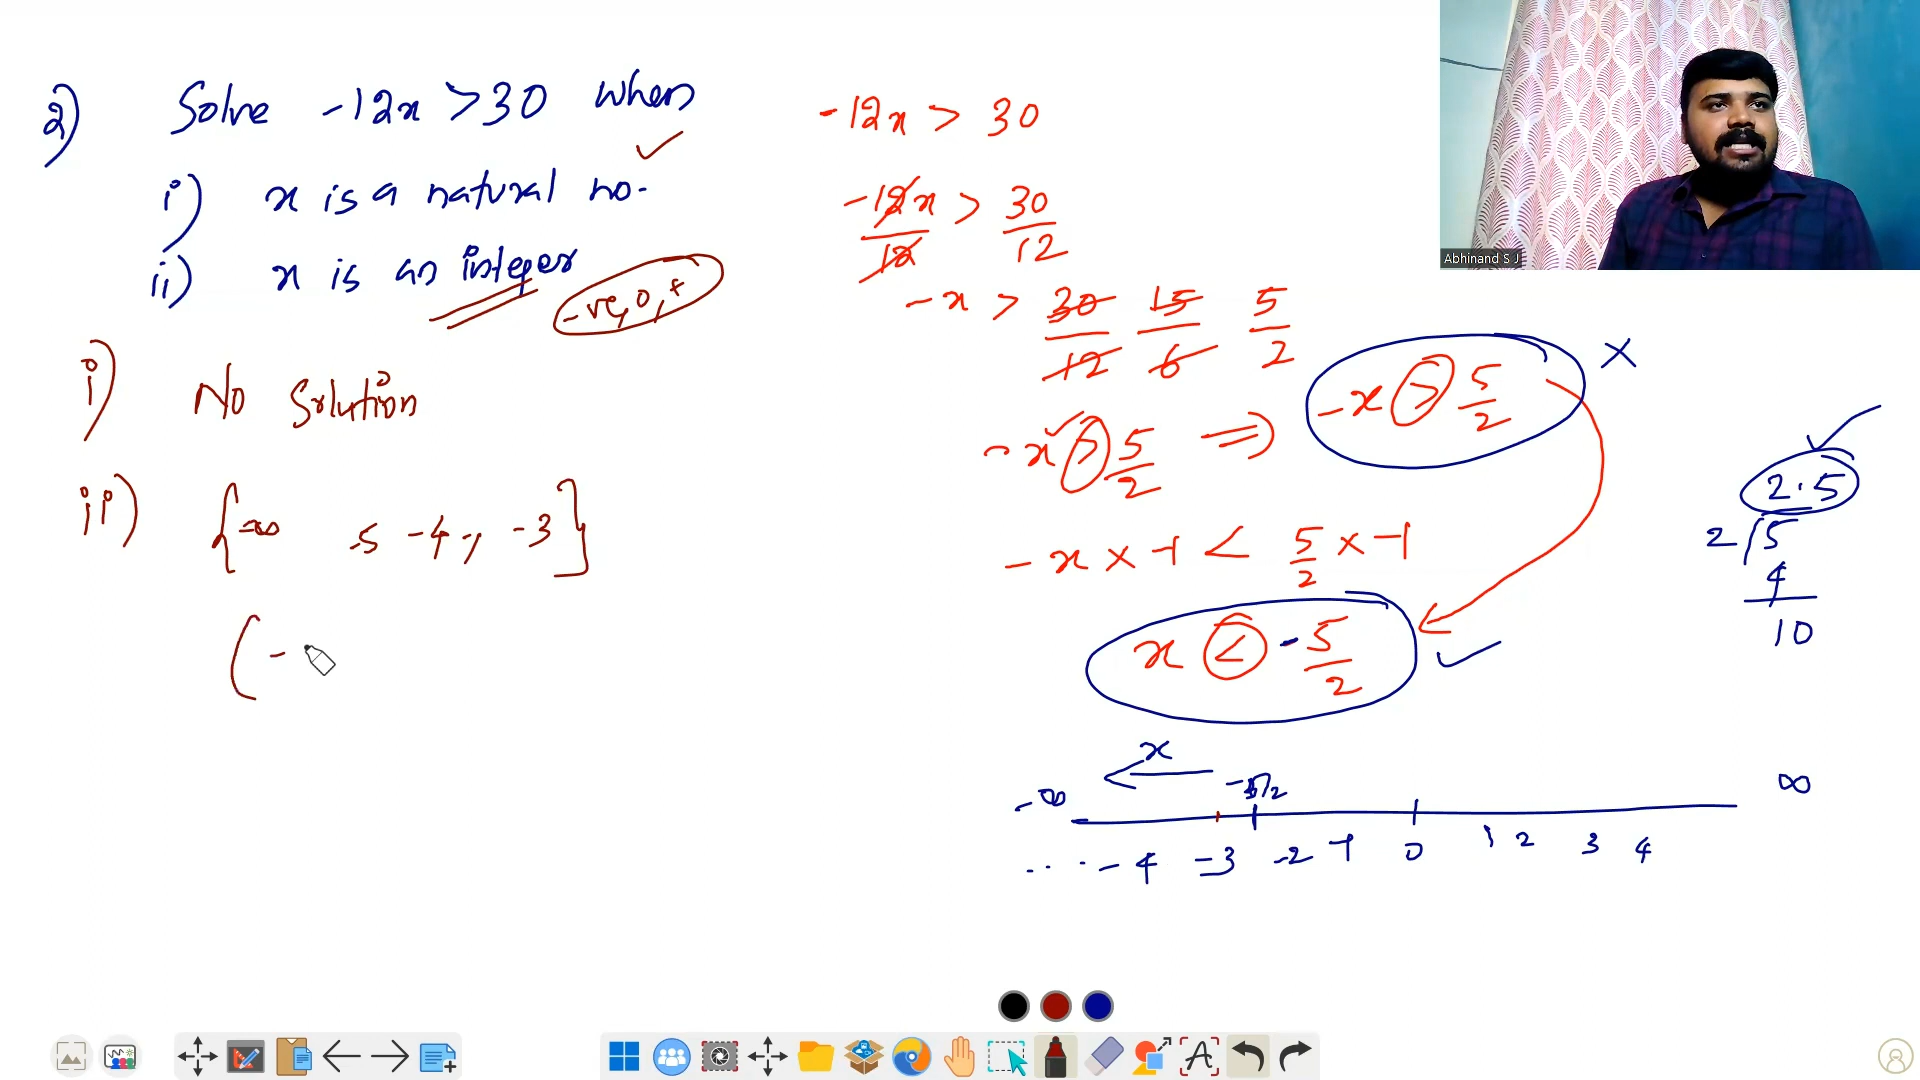 2) Solve -12x > 30 when
i) x is a natural no.
ii) x is an integer
-ve, 0, +
i) No Solution
ii) {-∞ -5 -4, -3}
(-
-12x > 30
-12x/12 > 30/12
-x > 30/12 15/6 5/2
-x > 5/2 ⇒ -x > 5/2 ×
-x × -1 < 5/2 × -1
x < -5/2
2.5
2 5
4
10
x
-∞ -5/2 ∞
.... -4 -3 -2 -1 0 1 2 3 4
Abhinand S J